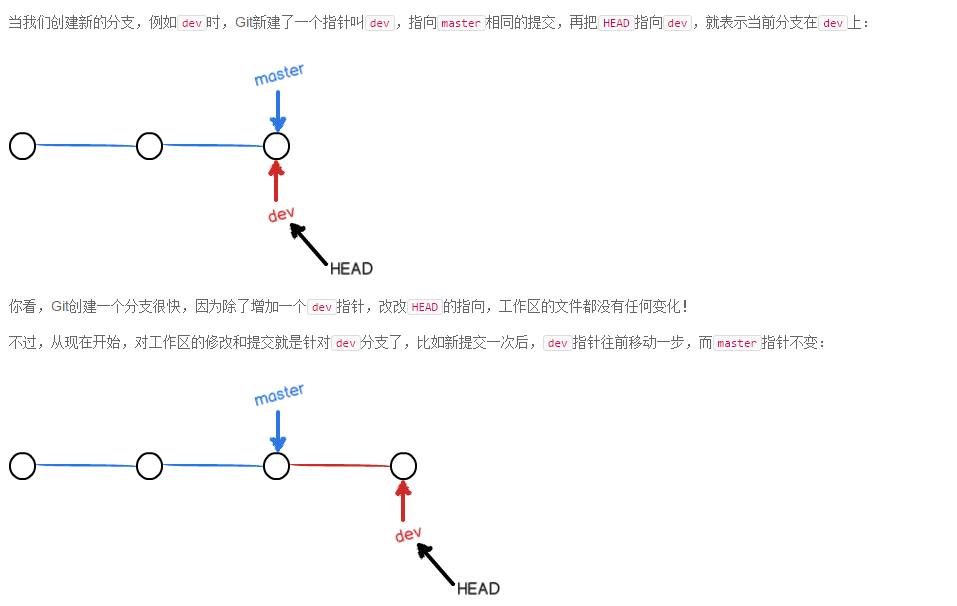 当我们创建新的分支，例如dev时，Git新建了一个指针叫dev，指向master相同的提交，再把HEAD指向dev，就表示当前分支在dev上：
master
dev
HEAD
你看，Git创建一个分支很快，因为除了增加一个dev指针，改改HEAD的指向，工作区的文件都没有任何变化！
不过，从现在开始，对工作区的修改和提交就是针对dev分支了，比如新提交一次后，dev指针往前移动一步，而master指针不变：
master
dev
HEAD